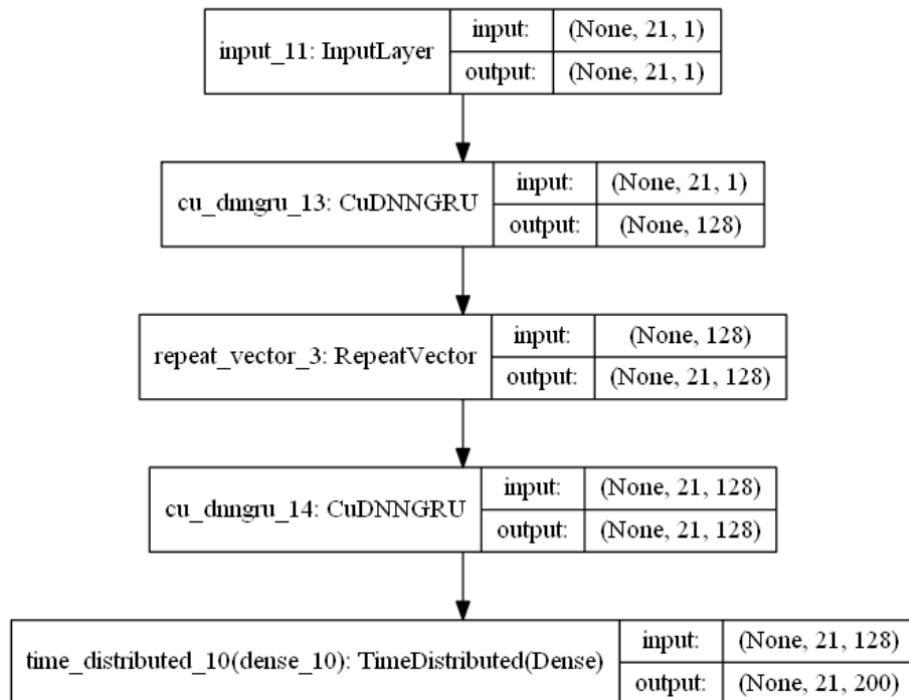 input_11: InputLayer
input: (None, 21, 1)
output: (None, 21, 1)
cu_dnngru_13: CuDNNGRU
input: (None, 21, 1)
output: (None, 128)
repeat_vector_3: RepeatVector
input: (None, 128)
output: (None, 21, 128)
cu_dnngru_14: CuDNNGRU
input: (None, 21, 128)
output: (None, 21, 128)
time_distributed_10(dense_10): TimeDistributed(Dense)
input: (None, 21, 128)
output: (None, 21, 200)